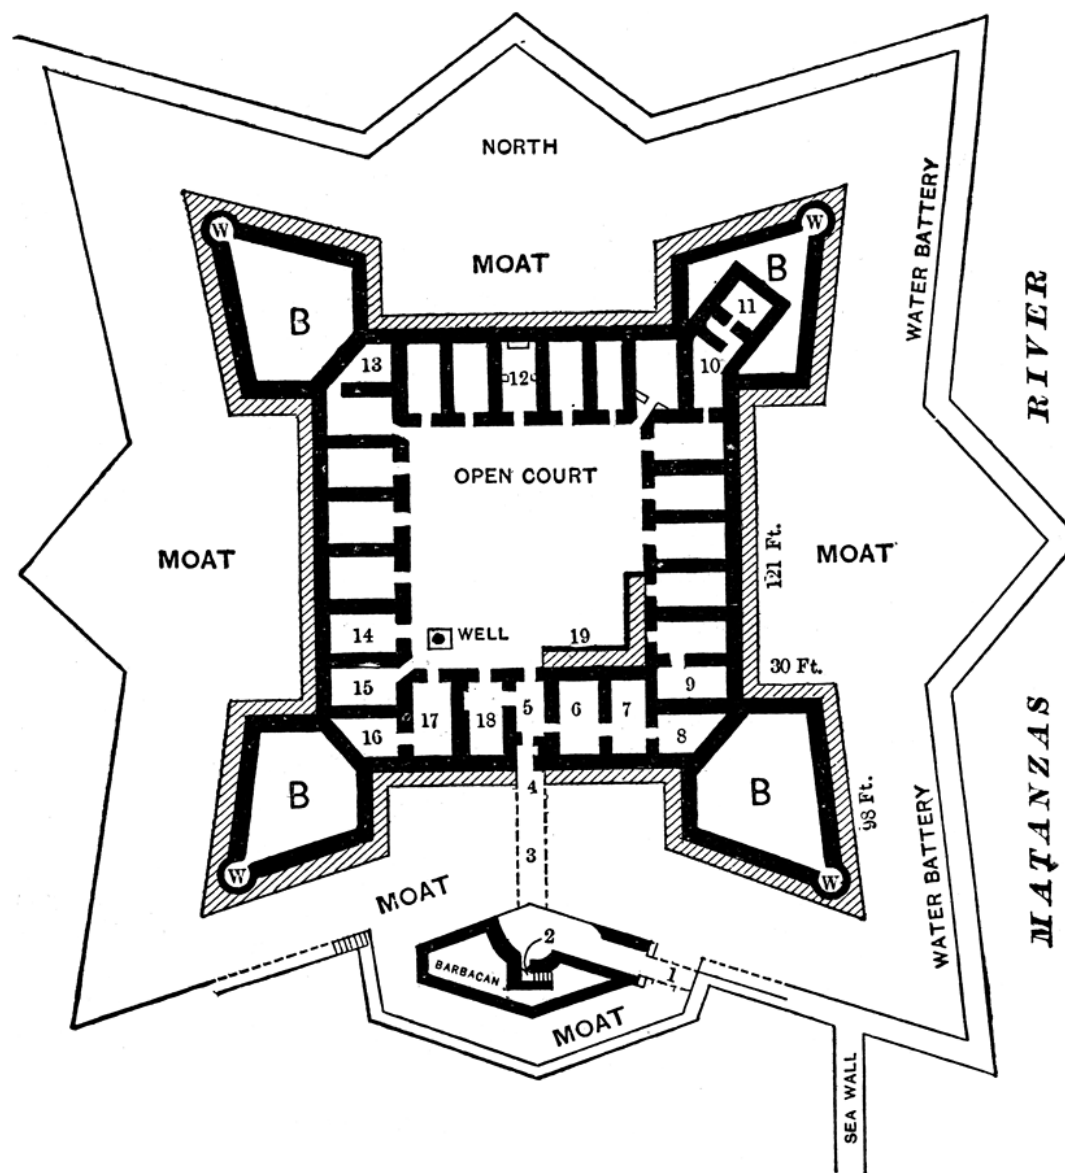 NORTH
W
W
WATER BATTERY
MOAT
B
B
11
RIVER
13
12
10
OPEN COURT
MOAT
121 Ft.
MOAT
14
WELL
19
30 Ft.
15
9
17
18
5
6
7
16
8
4
B
B
98 Ft.
MATANZAS
3
W
W
WATER BATTERY
MOAT
2
BARBACAN
1
MOAT
SEA WALL